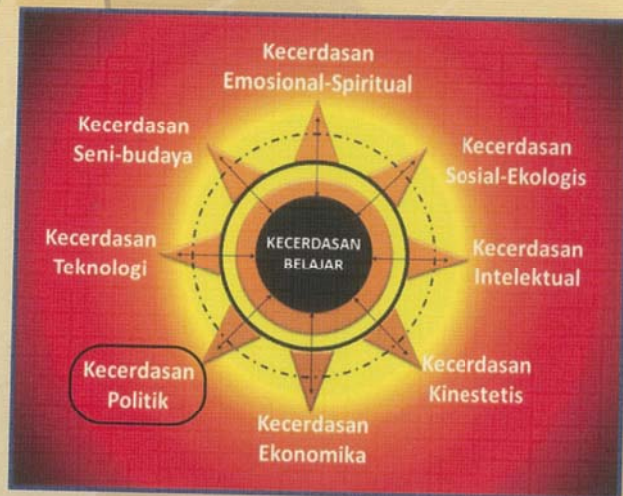 Kecerdasan
Emosional-Spiritual
Kecerdasan
Seni-budaya
Kecerdasan
Sosial-Ekologis
Kecerdasan
Teknologi
KECERDASAN
BELAJAR
Kecerdasan
Intelektual
Kecerdasan
Politik
Kecerdasan
Kinestetis
Kecerdasan
Ekonomika